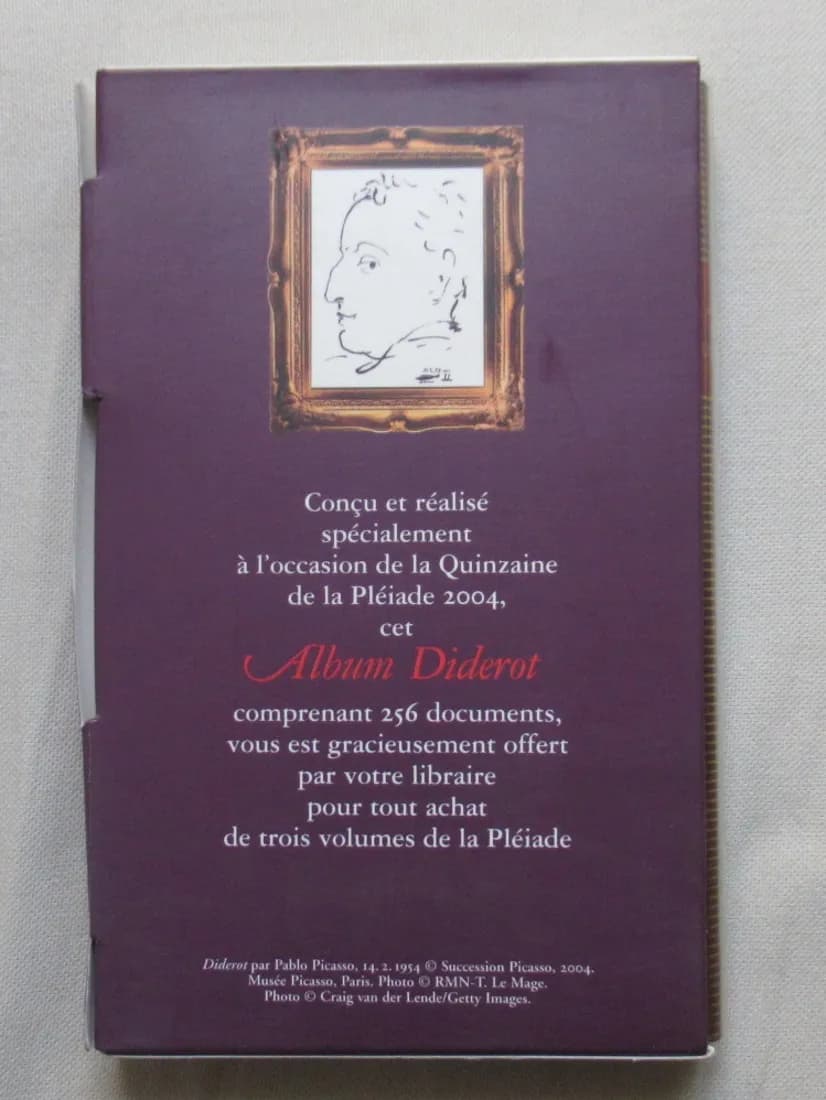 Conçu et réalisé
spécialement
à l'occasion de la Quinzaine
de la Pléiade 2004,
cet
Album Diderot
comprenant 256 documents,
vous est gracieusement offert
par votre libraire
pour tout achat
de trois volumes de la Pléiade
Diderot par Pablo Picasso, 14. 2. 1954 © Succession Picasso, 2004.
Musée Picasso, Paris. Photo © RMN-T. Le Mage.
Photo © Craig van der Lende/Getty Images.